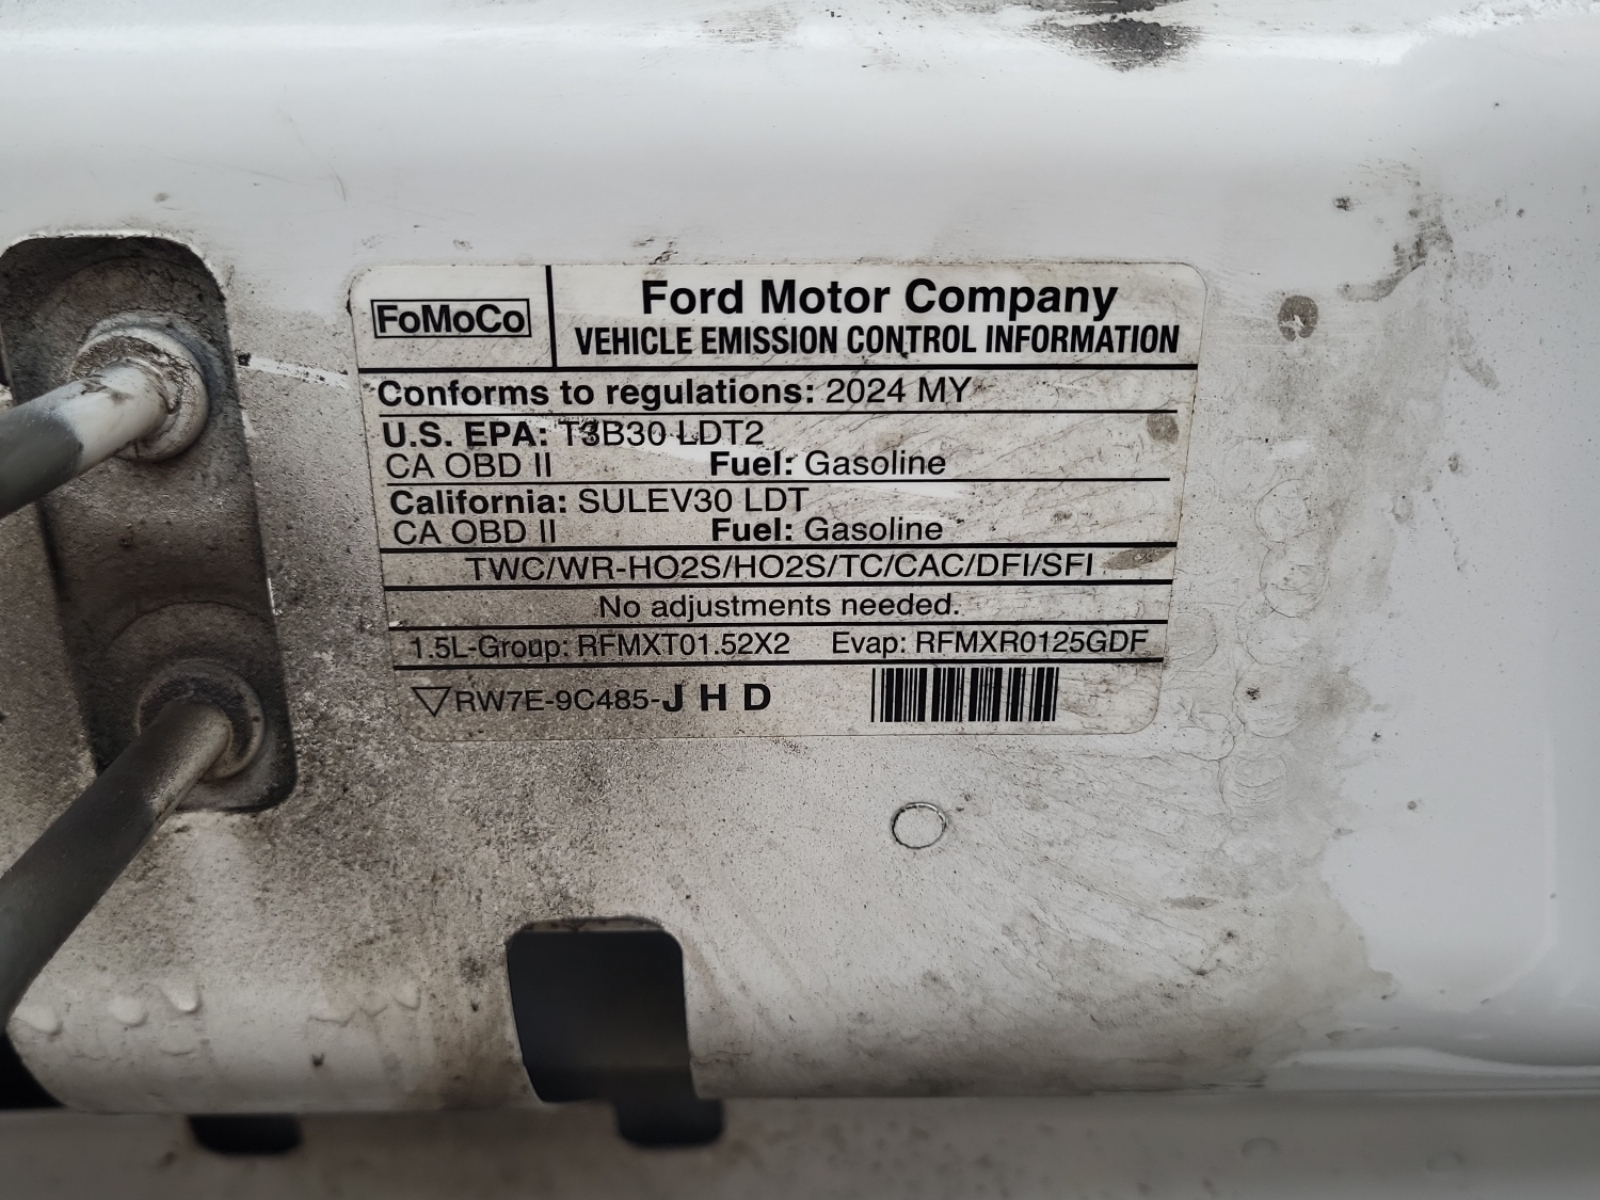 FoMoCo
Ford Motor Company
VEHICLE EMISSION CONTROL INFORMATION
Conforms to regulations: 2024 MY
U.S. EPA: T3B30 LDT2
CA OBD II Fuel: Gasoline
California: SULEV30 LDT
CA OBD II Fuel: Gasoline
TWC/WR-HO2S/HO2S/TC/CAC/DFI/SFI
No adjustments needed.
1.5L-Group: RFMXT01.52X2 Evap: RFMXR0125GDF
▽RW7E-9C485-J H D